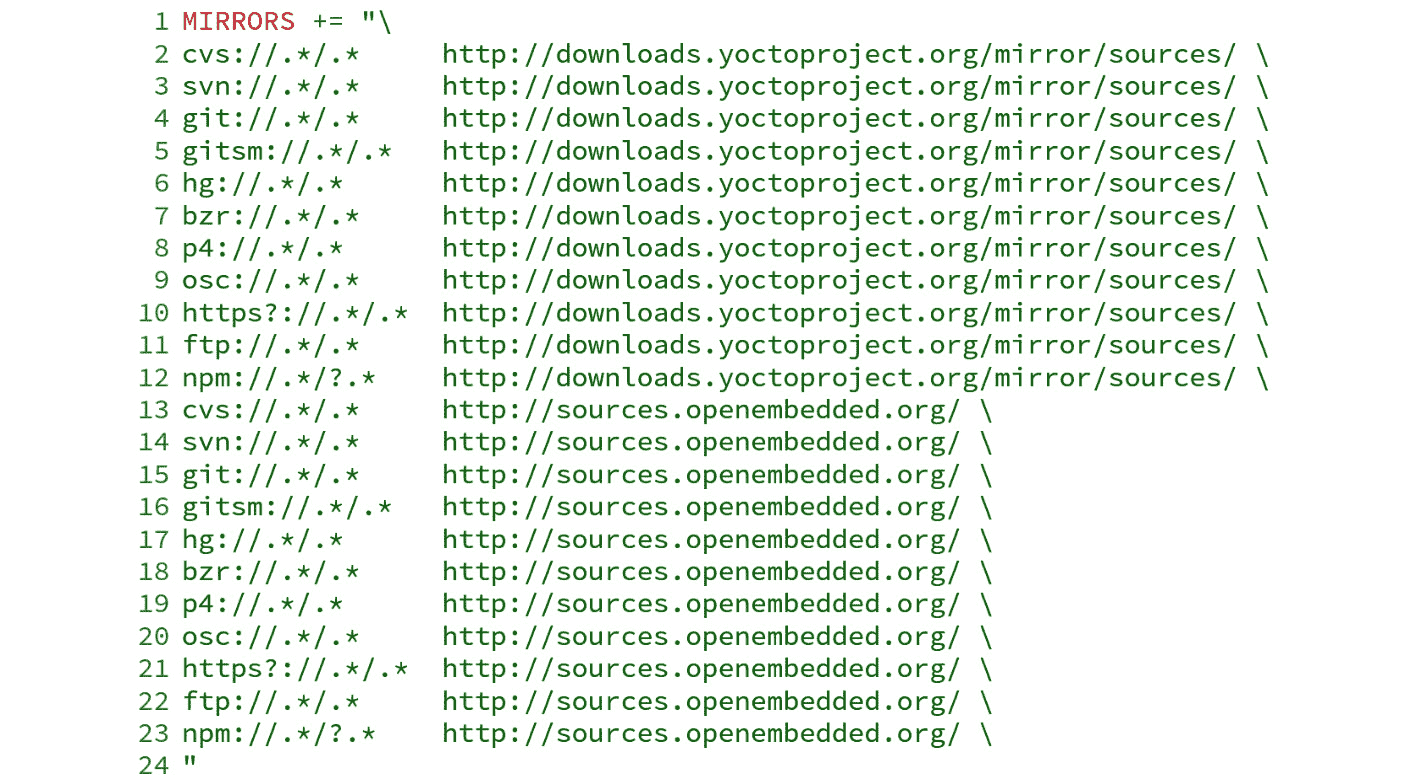 1 MIRRORS += "\
2 cvs://.*/.*     http://downloads.yoctoproject.org/mirror/sources/ \
3 svn://.*/.*     http://downloads.yoctoproject.org/mirror/sources/ \
4 git://.*/.*     http://downloads.yoctoproject.org/mirror/sources/ \
5 gitsm://.*/.*   http://downloads.yoctoproject.org/mirror/sources/ \
6 hg://.*/.*      http://downloads.yoctoproject.org/mirror/sources/ \
7 bzr://.*/.*     http://downloads.yoctoproject.org/mirror/sources/ \
8 p4://.*/.*      http://downloads.yoctoproject.org/mirror/sources/ \
9 osc://.*/.*     http://downloads.yoctoproject.org/mirror/sources/ \
10 https?://.*/.*  http://downloads.yoctoproject.org/mirror/sources/ \
11 ftp://.*/.*     http://downloads.yoctoproject.org/mirror/sources/ \
12 npm://.*/?.*    http://downloads.yoctoproject.org/mirror/sources/ \
13 cvs://.*/.*     http://sources.openembedded.org/ \
14 svn://.*/.*     http://sources.openembedded.org/ \
15 git://.*/.*     http://sources.openembedded.org/ \
16 gitsm://.*/.*   http://sources.openembedded.org/ \
17 hg://.*/.*      http://sources.openembedded.org/ \
18 bzr://.*/.*     http://sources.openembedded.org/ \
19 p4://.*/.*      http://sources.openembedded.org/ \
20 osc://.*/.*     http://sources.openembedded.org/ \
21 https?://.*/.*  http://sources.openembedded.org/ \
22 ftp://.*/.*     http://sources.openembedded.org/ \
23 npm://.*/?.*    http://sources.openembedded.org/ \
24 "